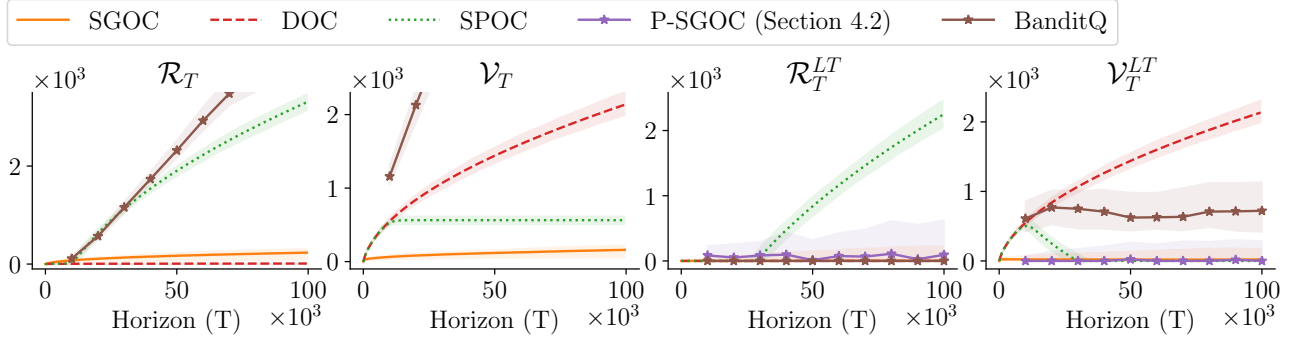 SGOC DOC SPOC P-SGOC (Section 4.2) BanditQ
×10³ R_T ×10³ V_T ×10³ R_T^{LT} ×10³ V_T^{LT}
2
0
2
1
0
2
1
0
2
1
0
0 50 100 0 50 100 0 50 100 0 50 100
Horizon (T) ×10³ Horizon (T) ×10³ Horizon (T) ×10³ Horizon (T) ×10³